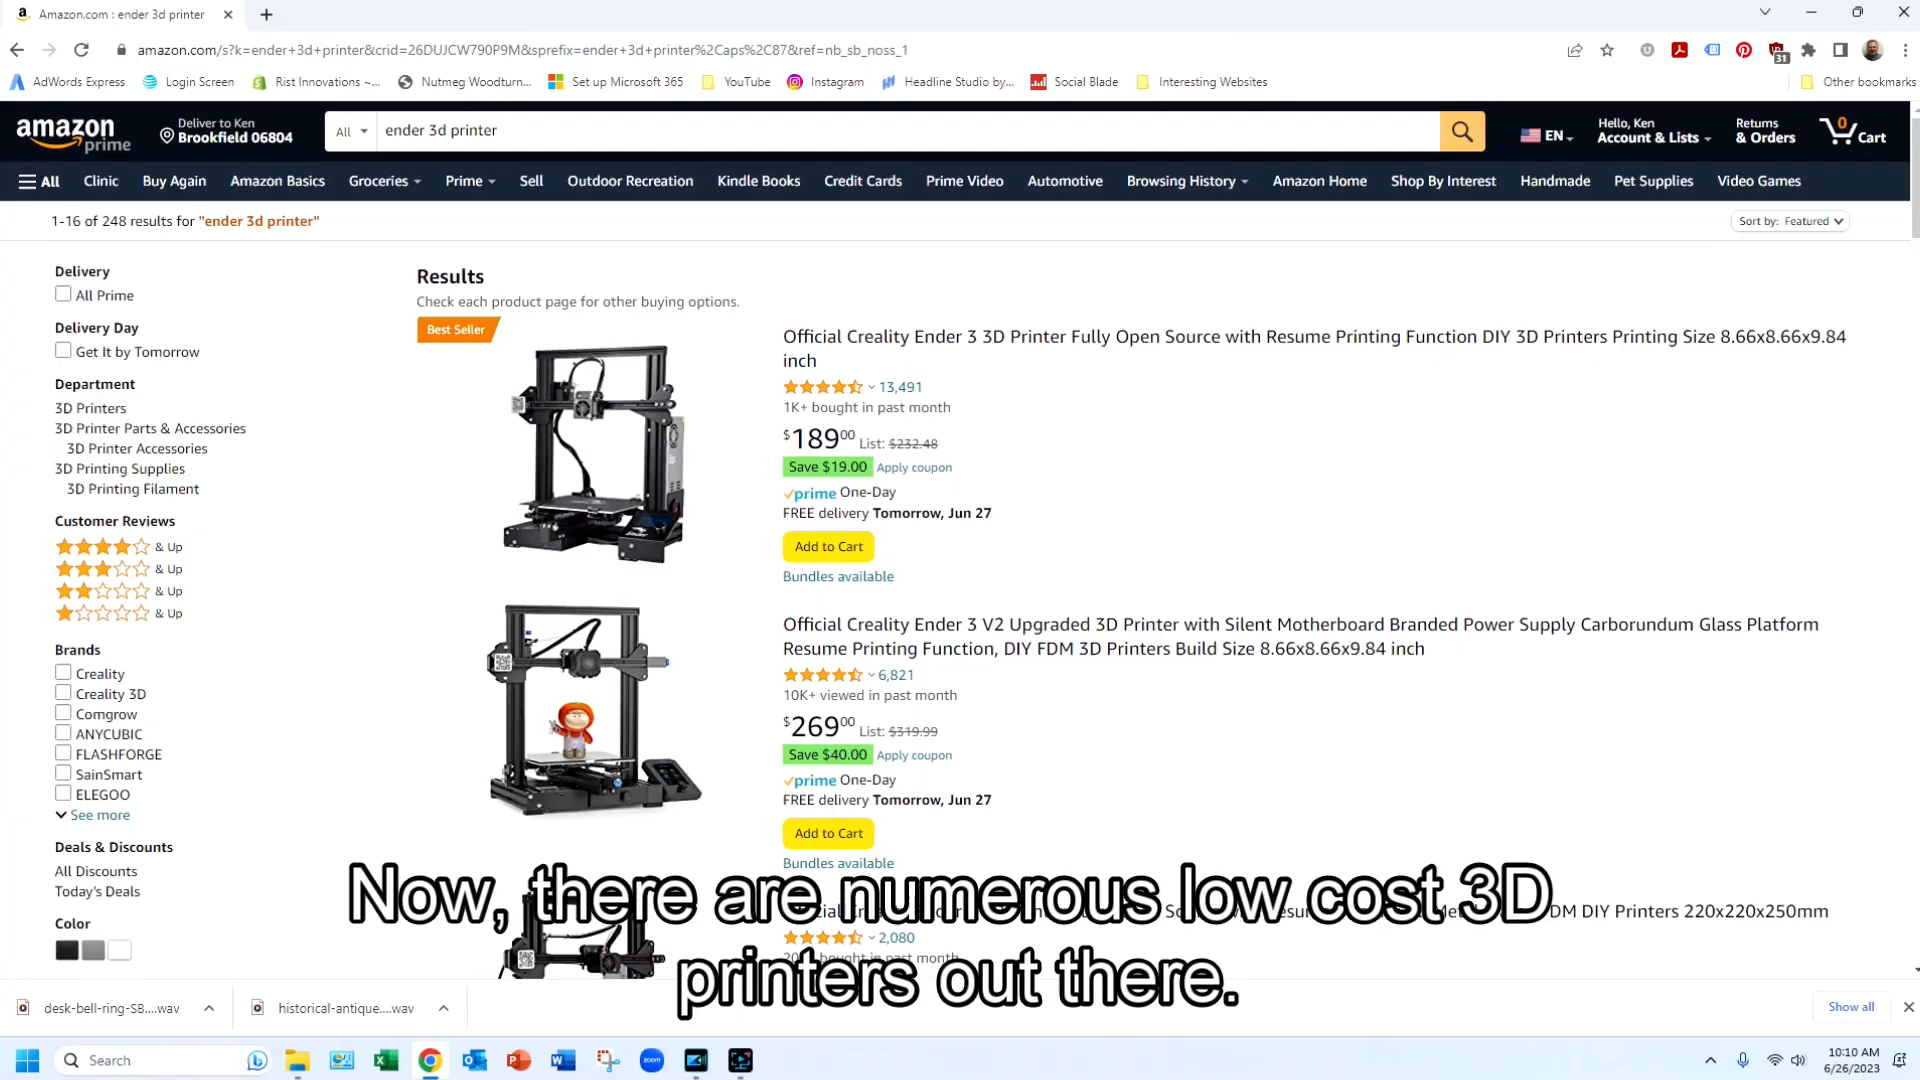 Amazon.com : ender 3d printer
amazon.com/s?k=ender+3d+printer&crid=26DUJCW790P9M&sprefix=ender+3d+printer%2Caps%2C87&ref=nb_sb_noss_1
31
AdWords Express
Login Screen
Rist Innovations ~...
Nutmeg Woodturn...
Set up Microsoft 365
YouTube
Instagram
Headline Studio by...
Social Blade
Interesting Websites
Other bookmarks
amazon prime
Deliver to Ken
Brookfield 06804
All
ender 3d printer
EN
Hello, Ken
Account & Lists
Returns
& Orders
0
Cart
All
Clinic
Buy Again
Amazon Basics
Groceries
Prime
Sell
Outdoor Recreation
Kindle Books
Credit Cards
Prime Video
Automotive
Browsing History
Amazon Home
Shop By Interest
Handmade
Pet Supplies
Video Games
1-16 of 248 results for "ender 3d printer"
Sort by: Featured
Delivery
All Prime
Delivery Day
Get It by Tomorrow
Department
3D Printers
3D Printer Parts & Accessories
3D Printer Accessories
3D Printing Supplies
3D Printing Filament
Customer Reviews
& Up
& Up
& Up
& Up
Brands
Creality
Creality 3D
Comgrow
ANYCUBIC
FLASHFORGE
SainSmart
ELEGOO
See more
Deals & Discounts
All Discounts
Today's Deals
Color
Results
Check each product page for other buying options.
Best Seller
Official Creality Ender 3 3D Printer Fully Open Source with Resume Printing Function DIY 3D Printers Printing Size 8.66x8.66x9.84
inch
13,491
1K+ bought in past month
$18900 List: $232.48
Save $19.00 Apply coupon
prime One-Day
FREE delivery Tomorrow, Jun 27
Add to Cart
Bundles available
Official Creality Ender 3 V2 Upgraded 3D Printer with Silent Motherboard Branded Power Supply Carborundum Glass Platform
Resume Printing Function, DIY FDM 3D Printers Build Size 8.66x8.66x9.84 inch
6,821
10K+ viewed in past month
$26900 List: $319.99
Save $40.00 Apply coupon
prime One-Day
FREE delivery Tomorrow, Jun 27
Add to Cart
Bundles available
DIY Printers 220x220x250mm
2,080
bought in past month
Now, there are numerous low cost 3D
printers out there.
desk-bell-ring-SB....wav
historical-antique....wav
Show all
Search
zoom
10:10 AM
6/26/2023